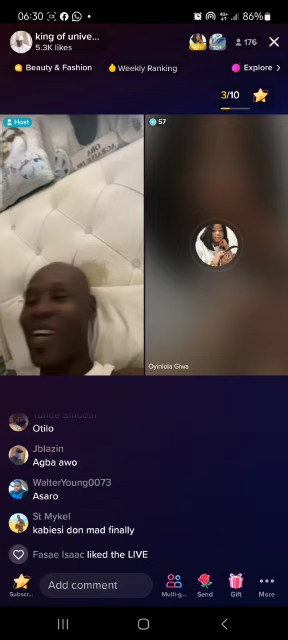 06:30
86%
king of unive...
5.3K likes
176
Beauty & Fashion
Weekly Ranking
Explore >
3/10
Host
57
Oyinlola Giwa
Otilo
Jblazin
Agba awo
WalterYoung0073
Asaro
St Mykel
kabiesi don mad finally
Fasae Isaac liked the LIVE
Subscr...
Add comment
Multi-g...
Send
Gift
More